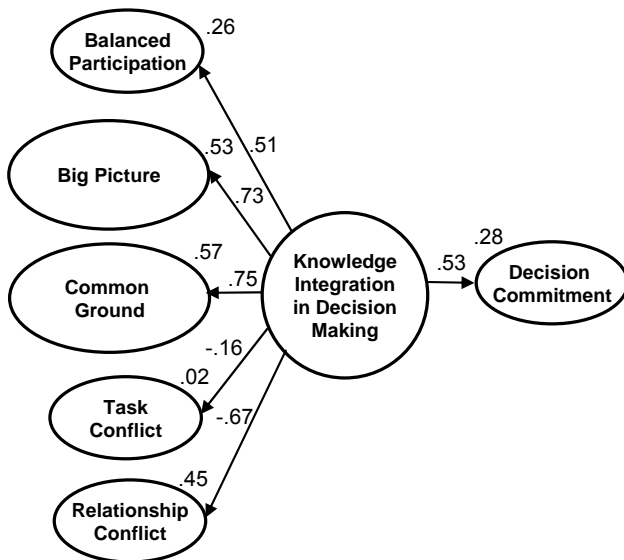 .26
Balanced
Participation
.53
.51
Big Picture
.73
.57
.75
Common
Ground
Knowledge
Integration
in Decision
Making
.28
.53
Decision
Commitment
-.16
.02
Task
Conflict
-.67
.45
Relationship
Conflict